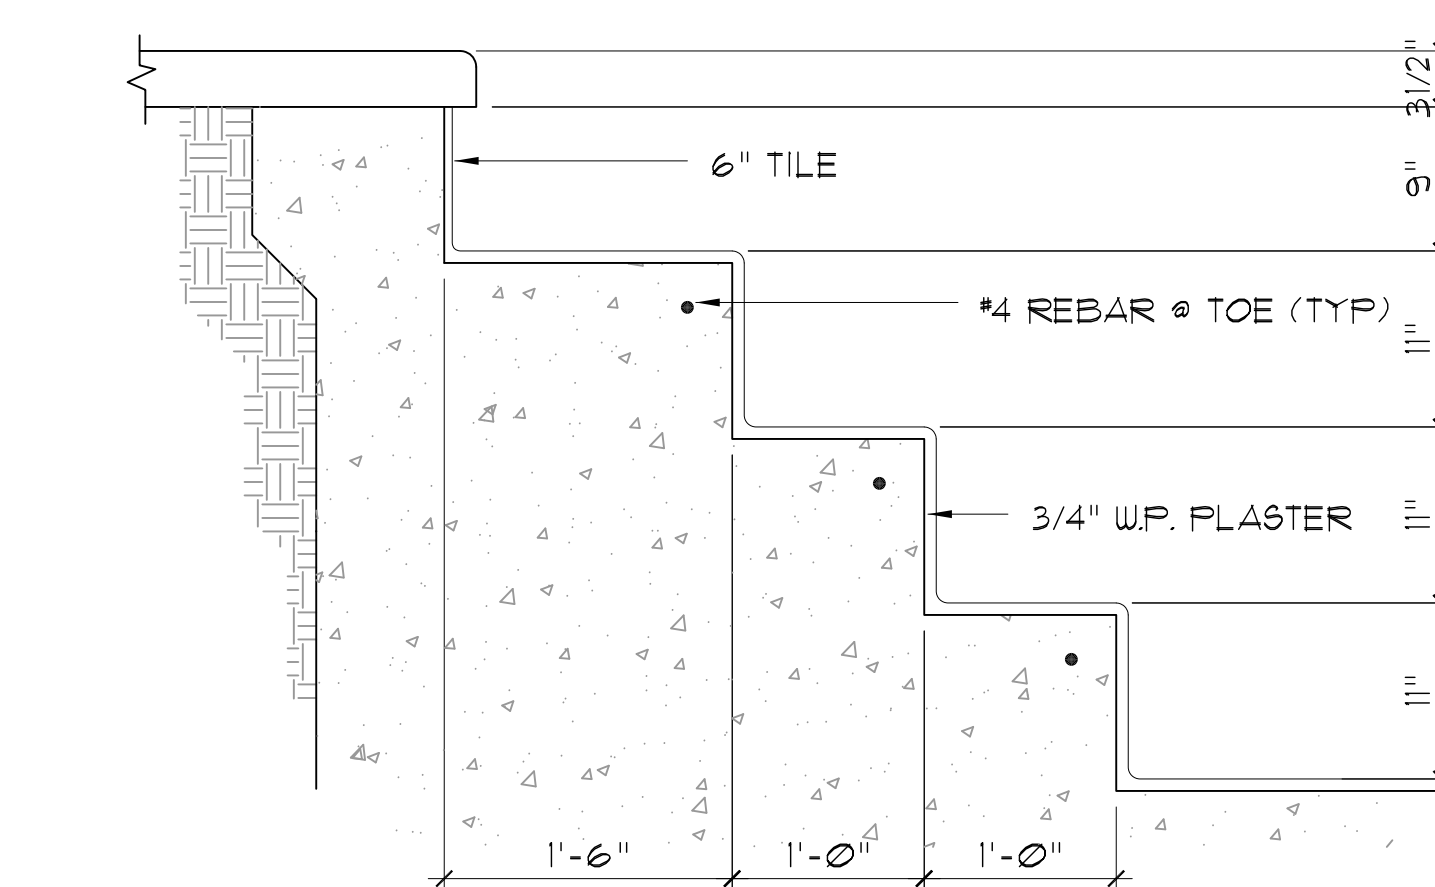 3 1/2"
6" TILE
9"
#4 REBAR @ TOE (TYP)
11"
3/4" W.P. PLASTER
11"
11"
1'-6"
1'-0"
1'-0"